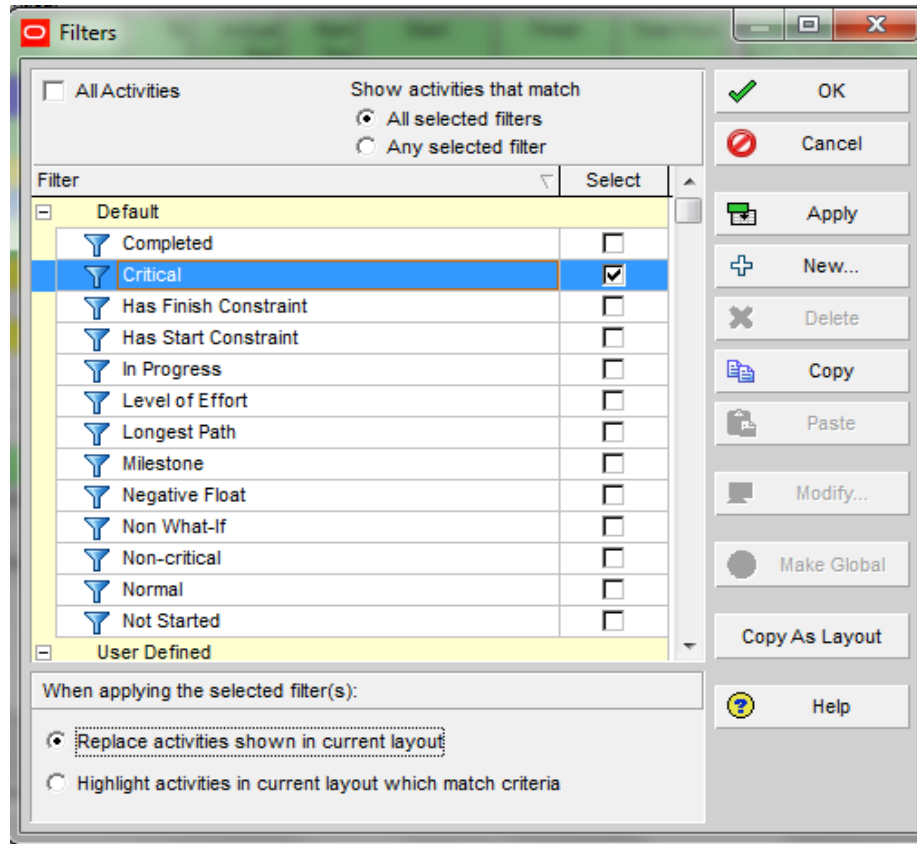 Filters
All Activities
Show activities that match
All selected filters
Any selected filter
Filter Select
Default
Completed
Critical
Has Finish Constraint
Has Start Constraint
In Progress
Level of Effort
Longest Path
Milestone
Negative Float
Non What-If
Non-critical
Normal
Not Started
User Defined
When applying the selected filter(s):
Replace activities shown in current layout
Highlight activities in current layout which match criteria
OK
Cancel
Apply
New...
Delete
Copy
Paste
Modify...
Make Global
Copy As Layout
Help